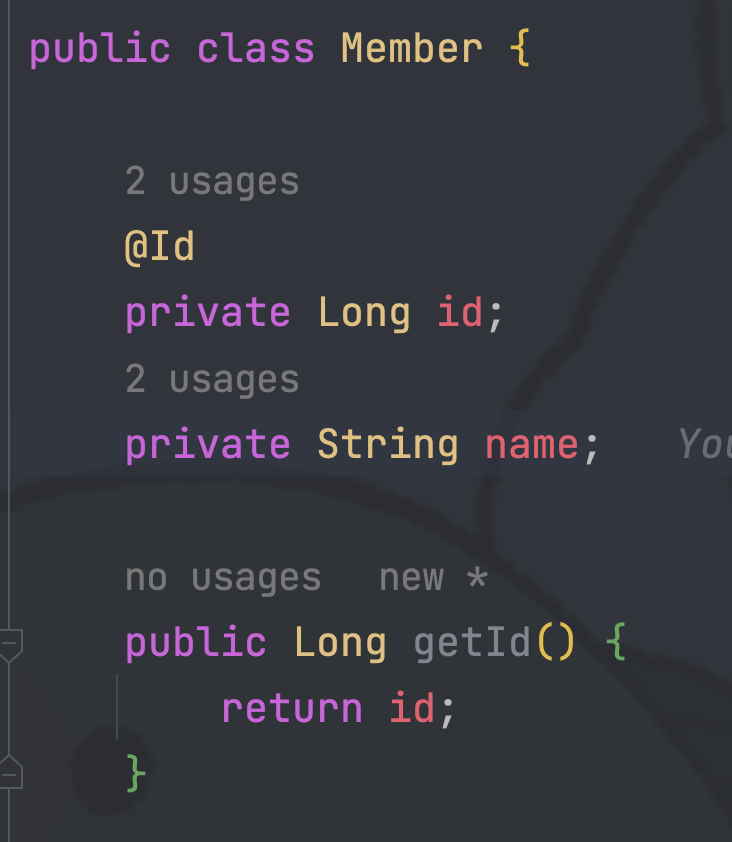 public class Member {
2 usages
@Id
private Long id;
2 usages
private String name;
no usages new *
public Long getId() {
return id;
}